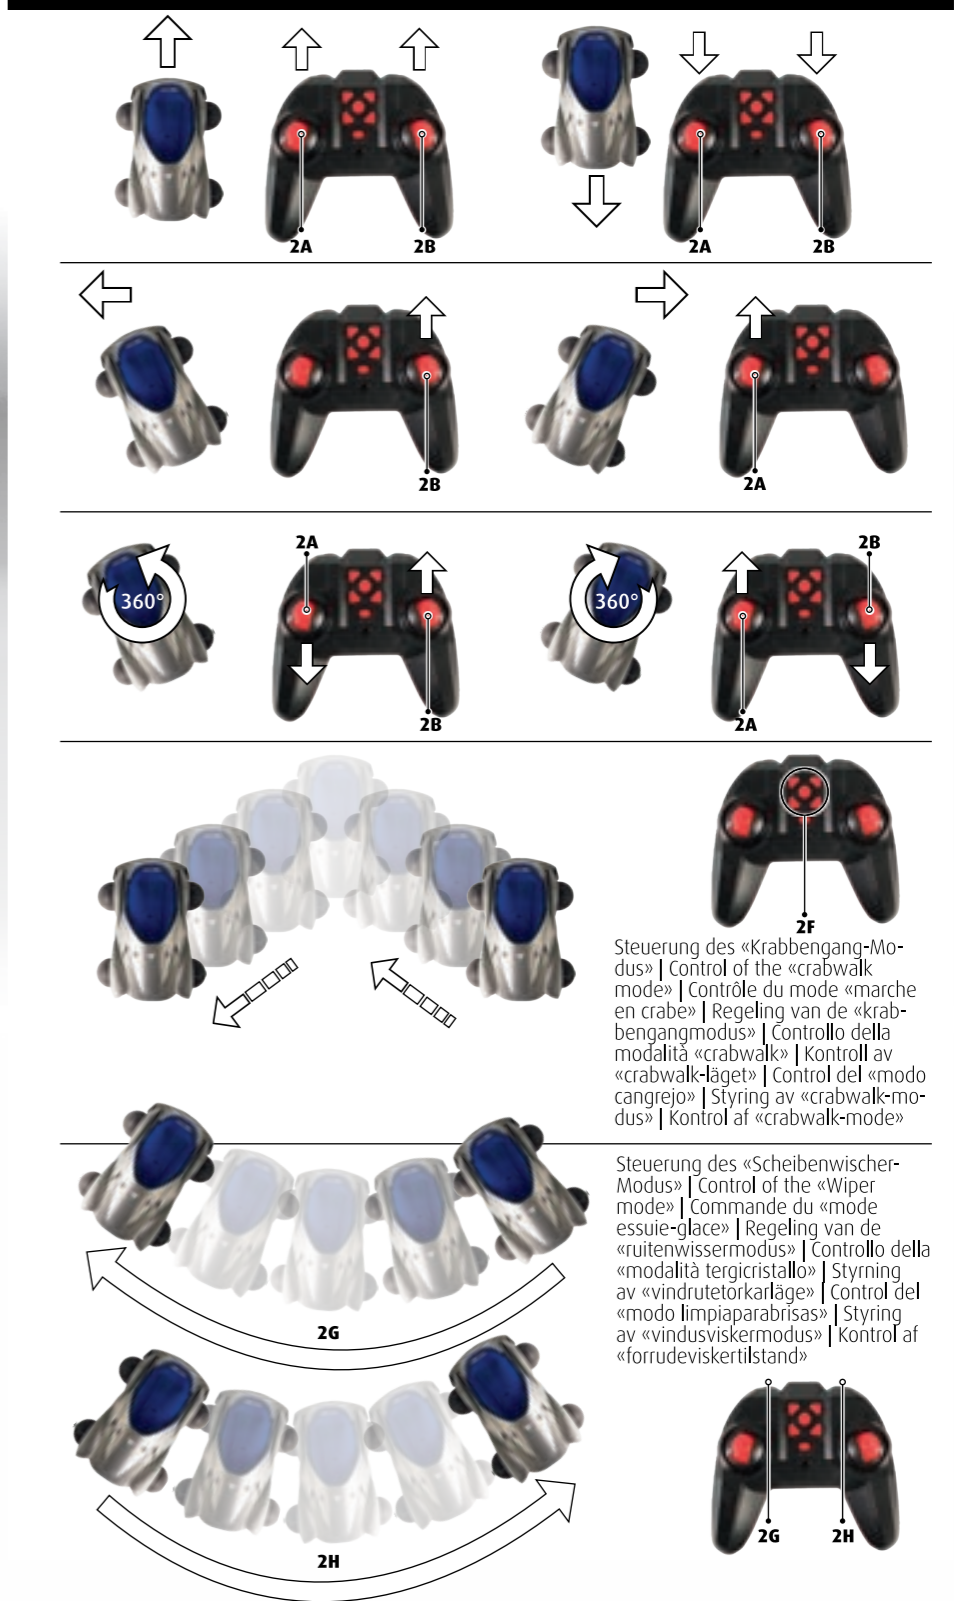 2A 2B 2A 2B
2B 2A
2A 2B
360° 360°
2B 2A
2F
Steuerung des «Krabbengang-Mo-
dus» | Control of the «crabwalk
mode» | Contrôle du mode «marche
en crabe» | Regeling van de «krab-
bengangmodus» | Controllo della
modalità «crabwalk» | Kontroll av
«crabwalk-läget» | Control del «modo
cangrejo» | Styring av «crabwalk-mo-
dus» | Kontrol af «crabwalk-mode»
Steuerung des «Scheibenwischer-
Modus» | Control of the «Wiper
mode» | Commande du «mode
essuie-glace» | Regeling van de
«ruitenwissermodus» | Controllo della
«modalità tergicristallo» | Styrning
av «vindrutetorkarläge» | Control del
«modo limpiaparabrisas» | Styring
av «vindusviskermodus» | Kontrol af
«forrudeviskertilstand»
2G
2G 2H
2H